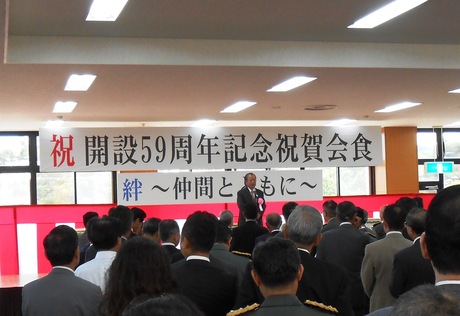 祝 開設59周年記念祝賀会食
絆 ～仲間とともに～